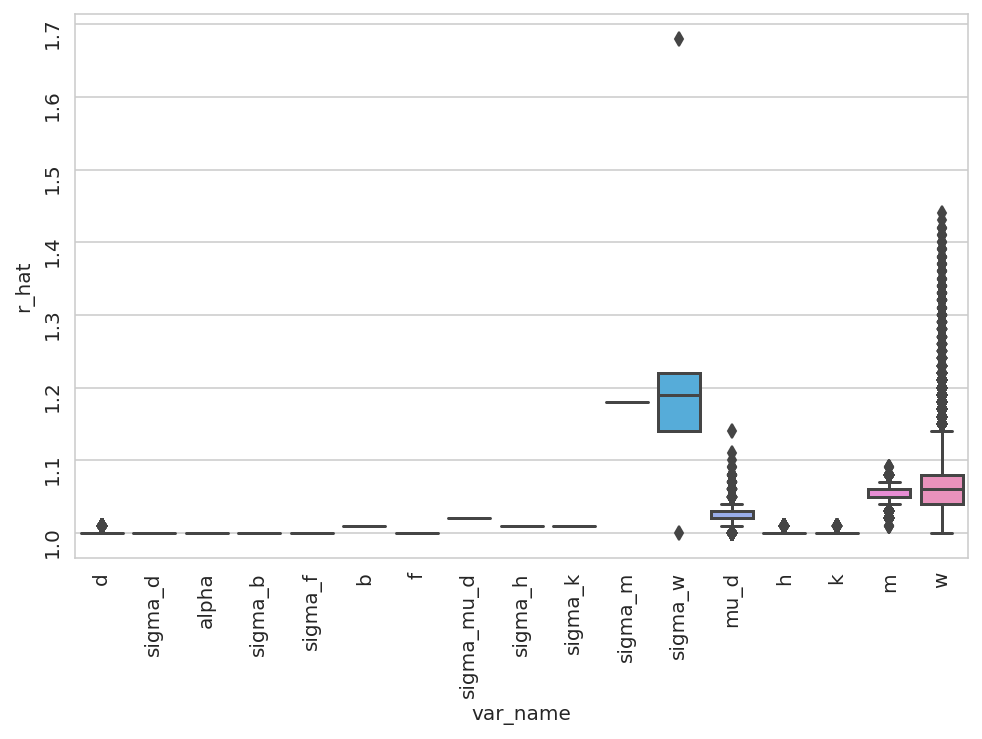 1.7
1.6
1.5
1.4
1.3
1.2
1.1
1.0
r_hat
d
sigma_d
alpha
sigma_b
sigma_f
b
f
sigma_mu_d
sigma_h
sigma_k
sigma_m
sigma_w
mu_d
h
k
m
w
var_name